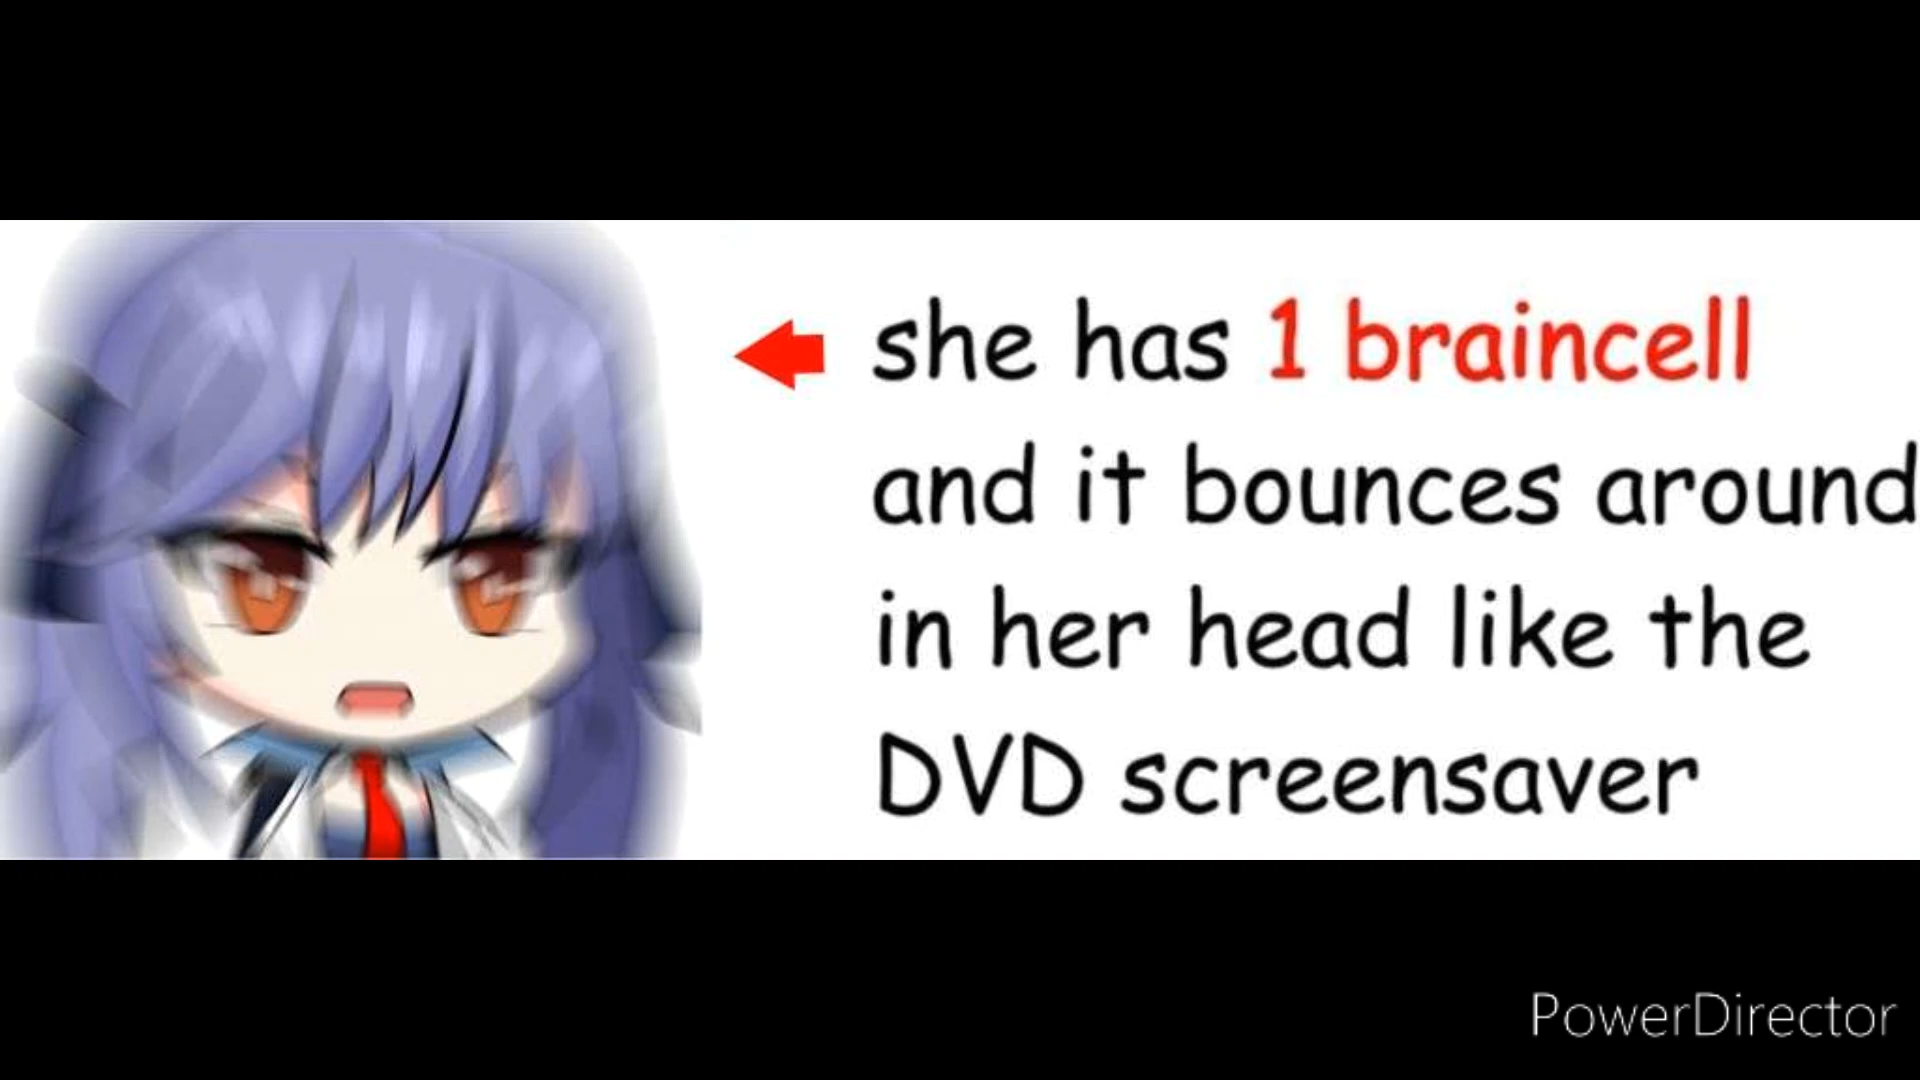 she has 1 braincell
and it bounces around
in her head like the
DVD screensaver
PowerDirector